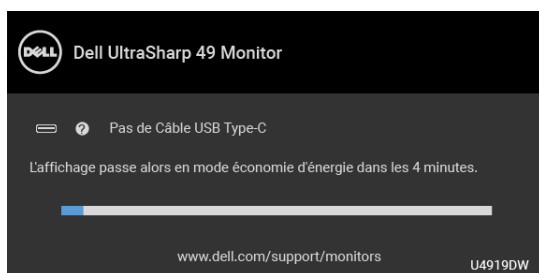 DELL Dell UltraSharp 49 Monitor
? Pas de Câble USB Type-C
L'affichage passe alors en mode économie d'énergie dans les 4 minutes.
www.dell.com/support/monitors
U4919DW